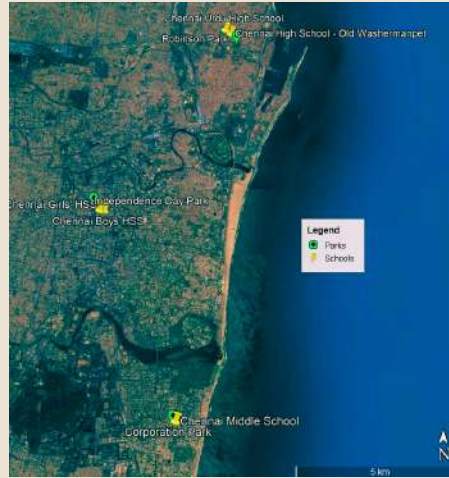 Chennai Urdu High School
Robinson Park
Chennai High School - Old Washermanpet
Chennai Girls' HSS
Independence Day Park
Chennai Boys HSS
Legend
Parks
Schools
Chennai Middle School
Corporation Park
N
5 km